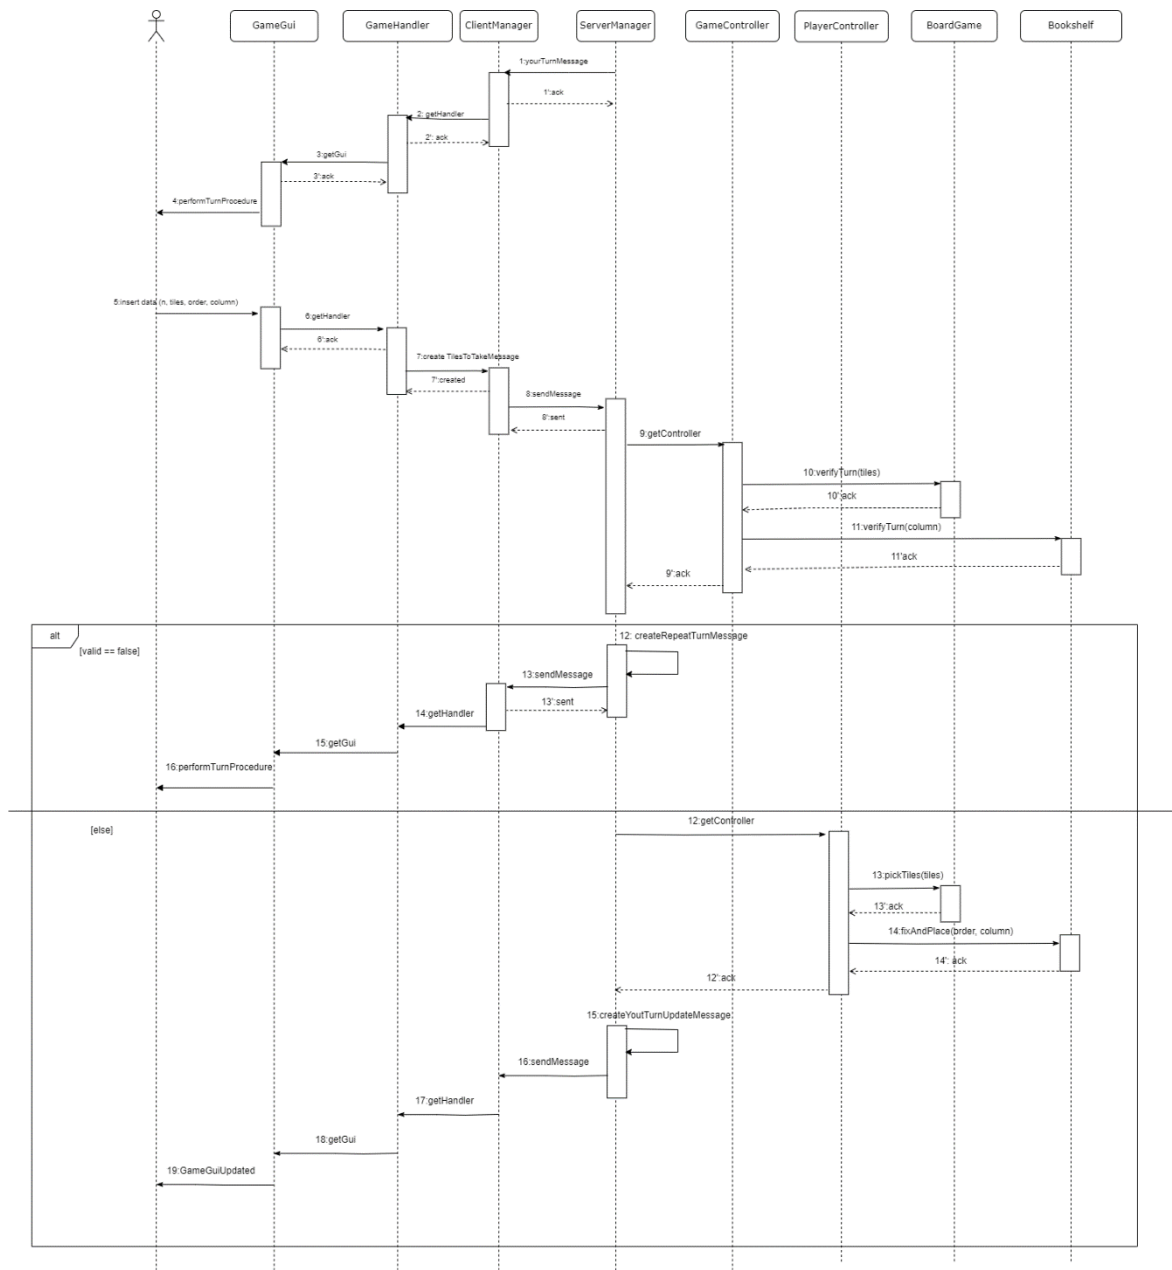 GameGui
GameHandler
ClientManager
ServerManager
GameController
PlayerController
BoardGame
Bookshelf
1:yourTurnMessage
1':ack
2: getHandler
2': ack
3:getGui
3':ack
4:performTurnProcedure
5:insert data (n, tiles, order, column)
6:getHandler
6':ack
7:create TilesToTakeMessage
7':created
8:sendMessage
8':sent
9:getController
10:verifyTurn(tiles)
10':ack
11:verifyTurn(column)
11'ack
9':ack
alt
[valid == false]
12: createRepeatTurnMessage
13:sendMessage
13':sent
14:getHandler
15:getGui
16:performTurnProcedure
[else]
12:getController
13:pickTiles(tiles)
13':ack
14:fixAndPlace(order, column)
14': ack
12':ack
15:createYoutTurnUpdateMessage
16:sendMessage
17:getHandler
18:getGui
19:GameGuiUpdated